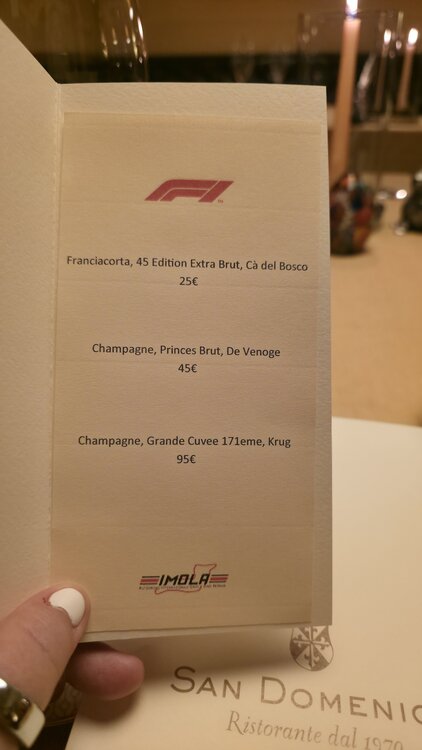 F1
Franciacorta, 45 Edition Extra Brut, Cà del Bosco
25€
Champagne, Princes Brut, De Venoge
45€
Champagne, Grande Cuvee 171eme, Krug
95€
IMOLA
SAN DOMENIC
Ristorante dal 1970